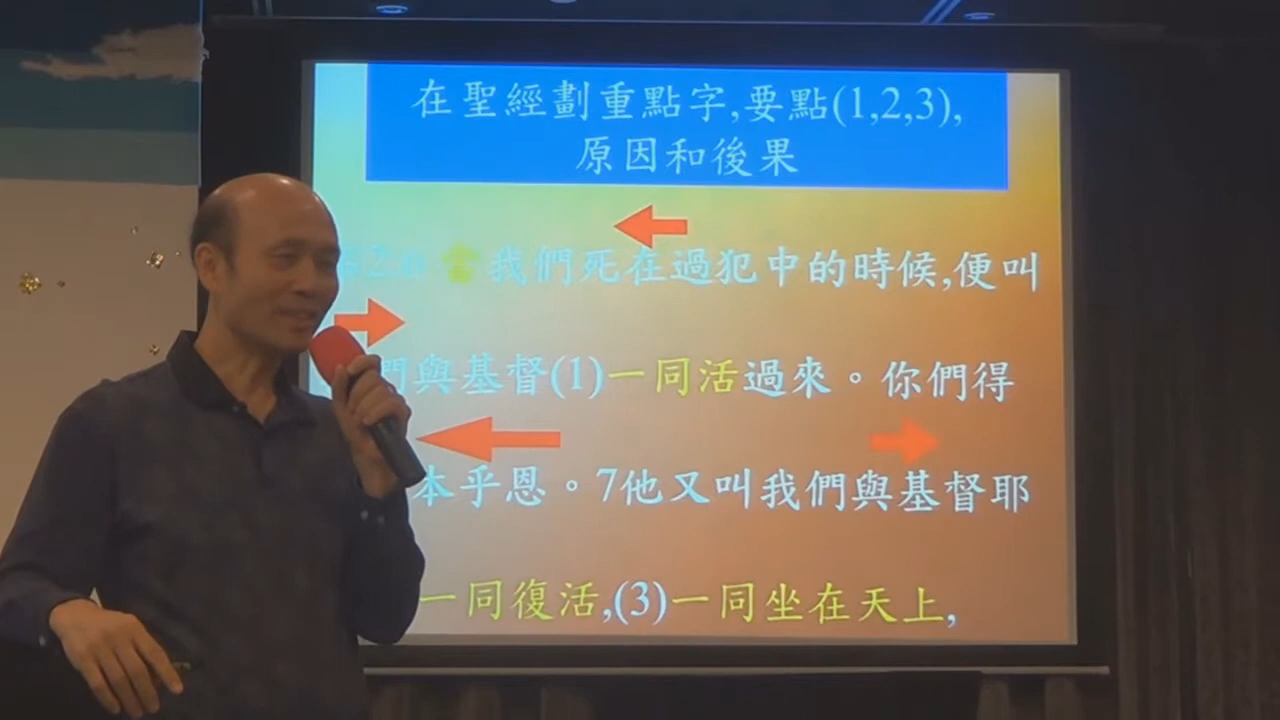 在聖經劃重點字,要點(1,2,3),
原因和後果
我們死在過犯中的時候,便叫
們與基督(1)一同活過來。你們得
本乎恩。7他又叫我們與基督耶
一同復活,(3)一同坐在天上,